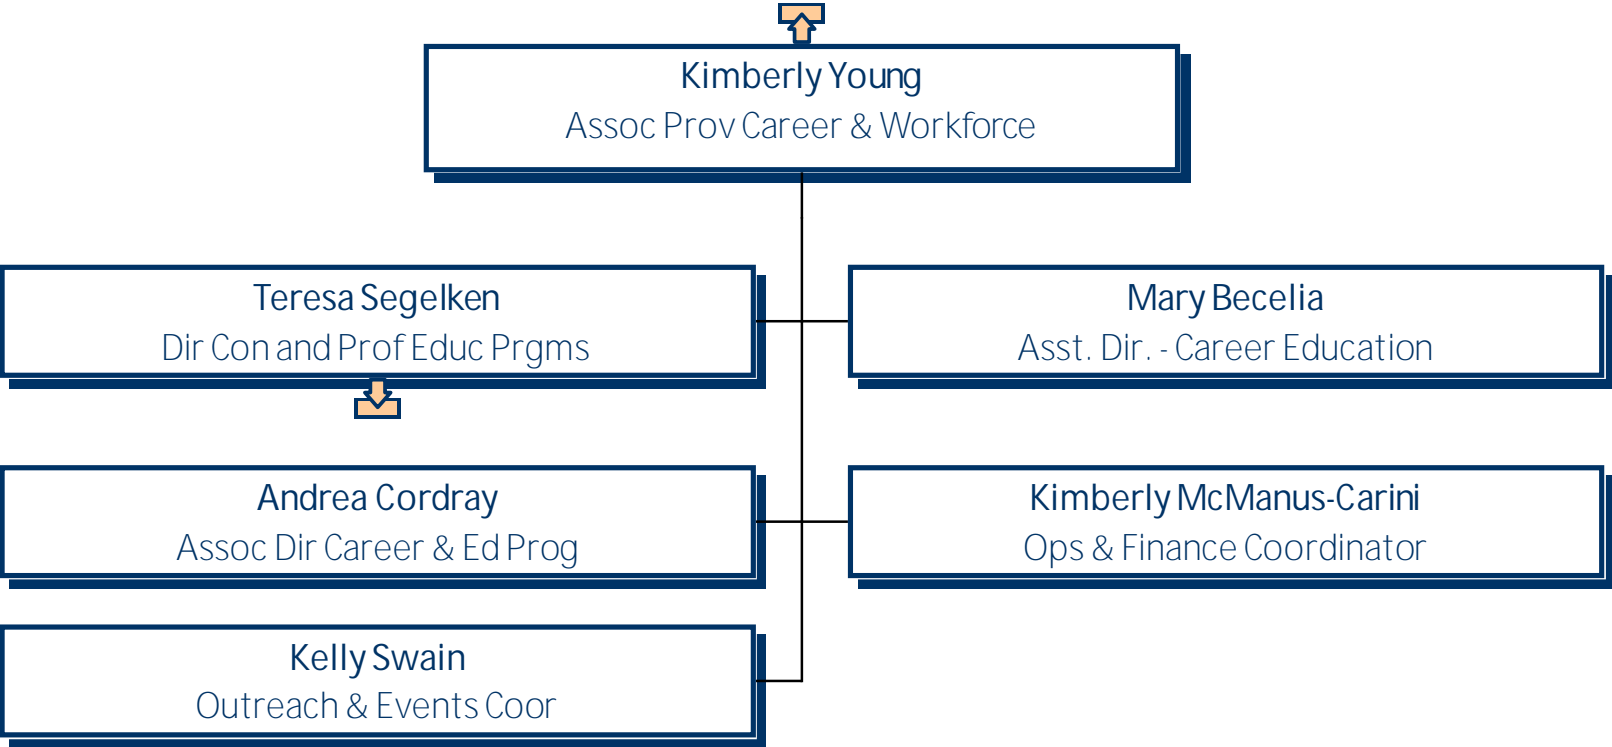 Kimberly Young
Assoc Prov Career & Workforce
Teresa Segelken
Dir Con and Prof Educ Prgms
Mary Becelia
Asst. Dir. - Career Education
Andrea Cordray
Assoc Dir Career & Ed Prog
Kimberly McManus-Carini
Ops & Finance Coordinator
Kelly Swain
Outreach & Events Coor